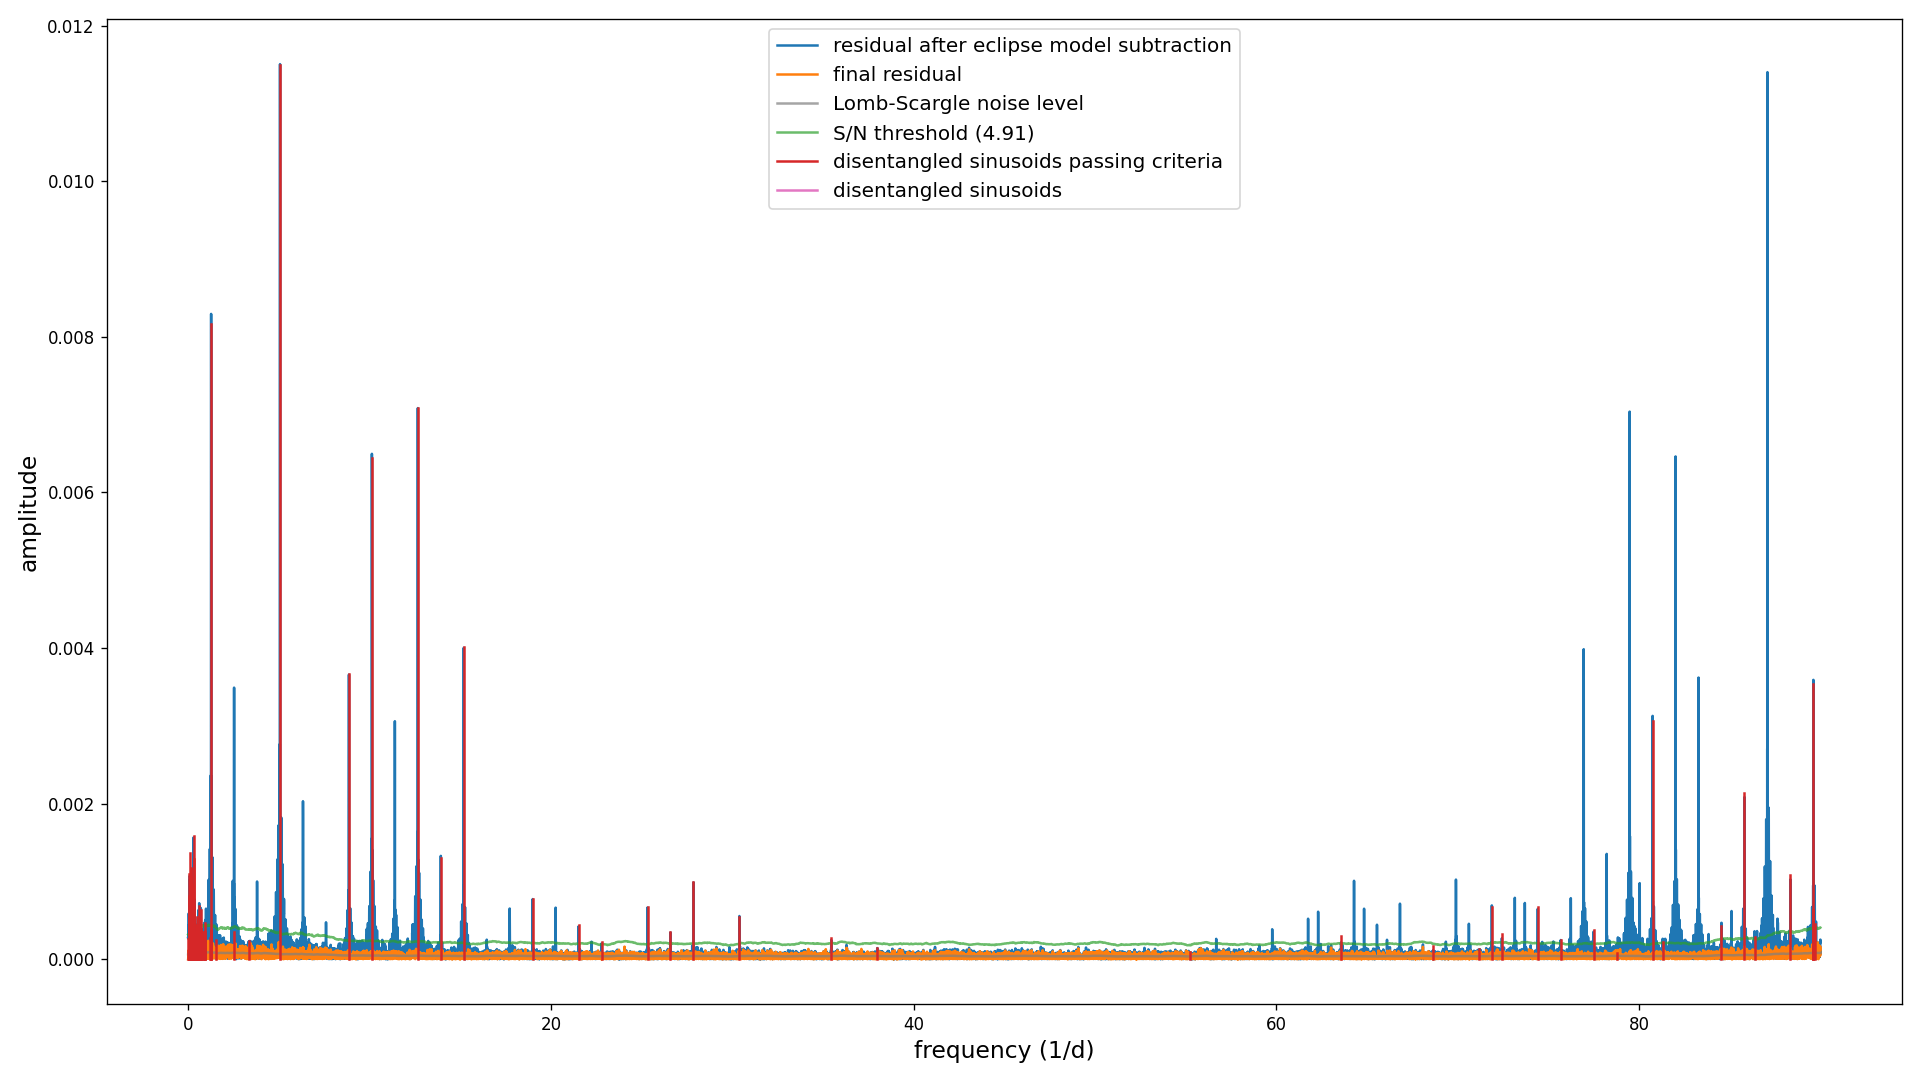 residual after eclipse model subtraction
final residual
Lomb-Scargle noise level
S/N threshold (4.91)
disentangled sinusoids passing criteria
disentangled sinusoids
0.012
0.010
0.008
0.006
0.004
0.002
0.000
amplitude
0 20 40 60 80
frequency (1/d)